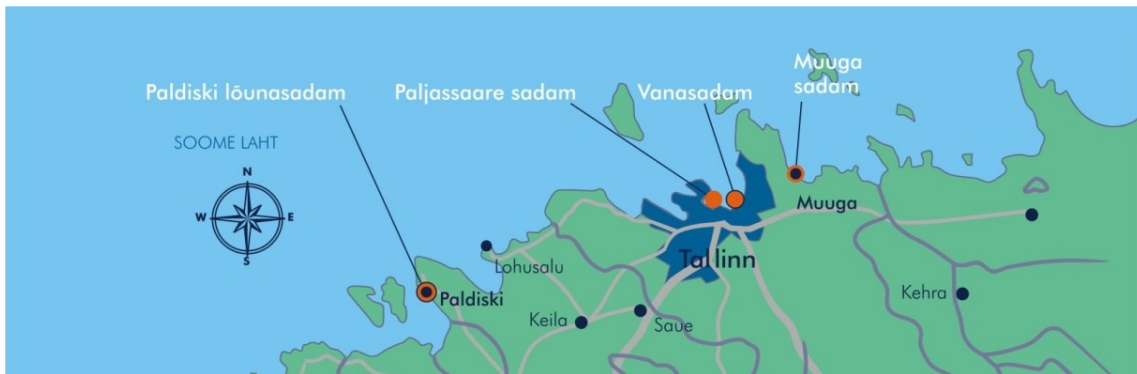 Muuga
sadam
Paldiski lõunasadam
Paljassaare sadam
Vanasadam
SOOME LAHT
N
W
E
S
Muuga
Tallinn
Lohusalu
Paldiski
Kehra
Keila
Saue